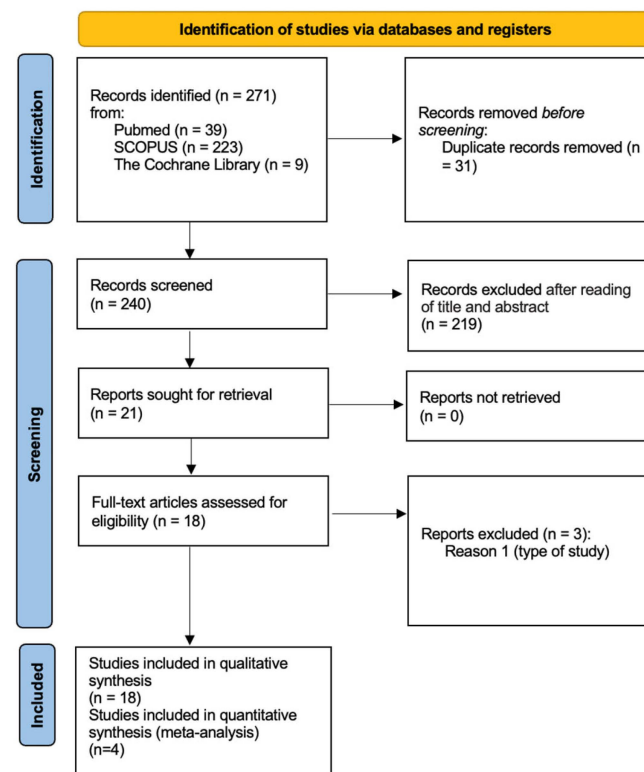 Identification of studies via databases and registers
Identification
Records identified (n = 271)
from:
Pubmed (n = 39)
SCOPUS (n = 223)
The Cochrane Library (n = 9)
Records removed before
screening:
Duplicate records removed (n
= 31)
Screening
Records screened
(n = 240)
Records excluded after reading
of title and abstract
(n = 219)
Reports sought for retrieval
(n = 21)
Reports not retrieved
(n = 0)
Full-text articles assessed for
eligibility (n = 18)
Reports excluded (n = 3):
Reason 1 (type of study)
Included
Studies included in qualitative
synthesis
(n = 18)
Studies included in quantitative
synthesis (meta-analysis)
(n=4)